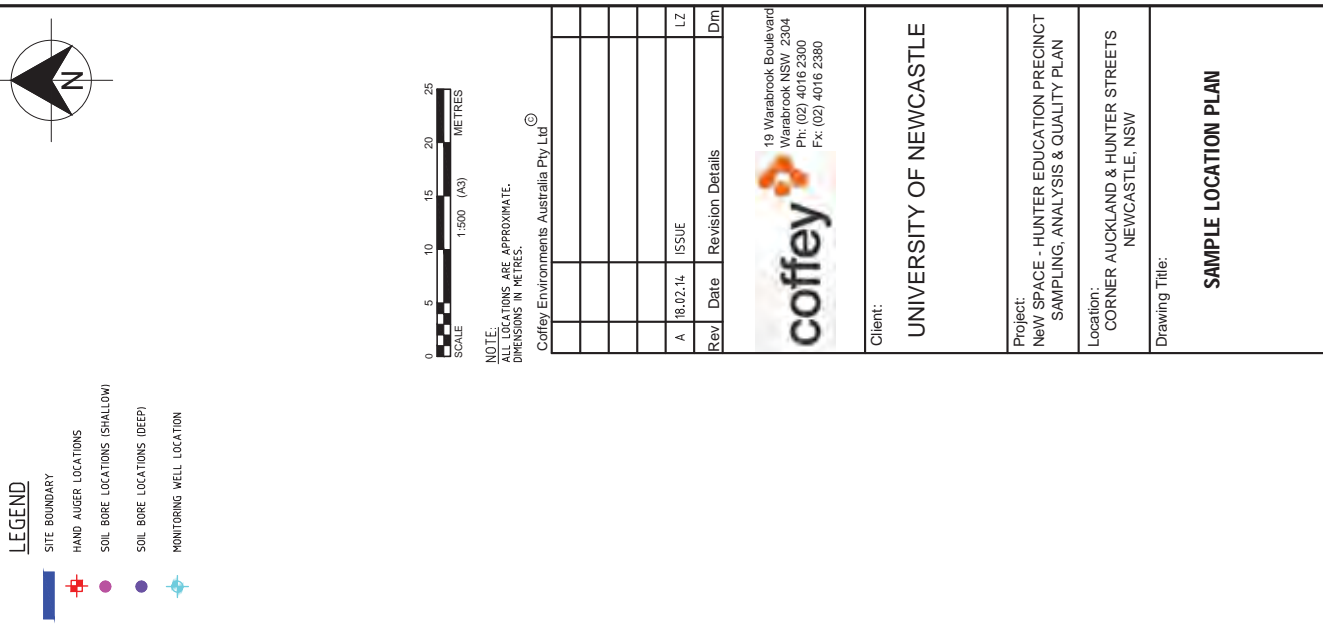 LEGEND
SITE BOUNDARY
HAND AUGER LOCATIONS
SOIL BORE LOCATIONS (SHALLOW)
SOIL BORE LOCATIONS (DEEP)
MONITORING WELL LOCATION
N
0 5 10 15 20 25
SCALE 1:500 (A3) METRES
NOTE:
ALL LOCATIONS ARE APPROXIMATE.
DIMENSIONS IN METRES.
Coffey Environments Australia Pty Ltd ©
A 18.02.14 ISSUE LZ
Rev Date Revision Details Drn
coffey
19 Warabrook Boulevard
Warabrook NSW 2304
Ph: (02) 4016 2300
Fx: (02) 4016 2380
Client:
UNIVERSITY OF NEWCASTLE
Project:
NeW SPACE - HUNTER EDUCATION PRECINCT
SAMPLING, ANALYSIS & QUALITY PLAN
Location:
CORNER AUCKLAND & HUNTER STREETS
NEWCASTLE, NSW
Drawing Title:
SAMPLE LOCATION PLAN